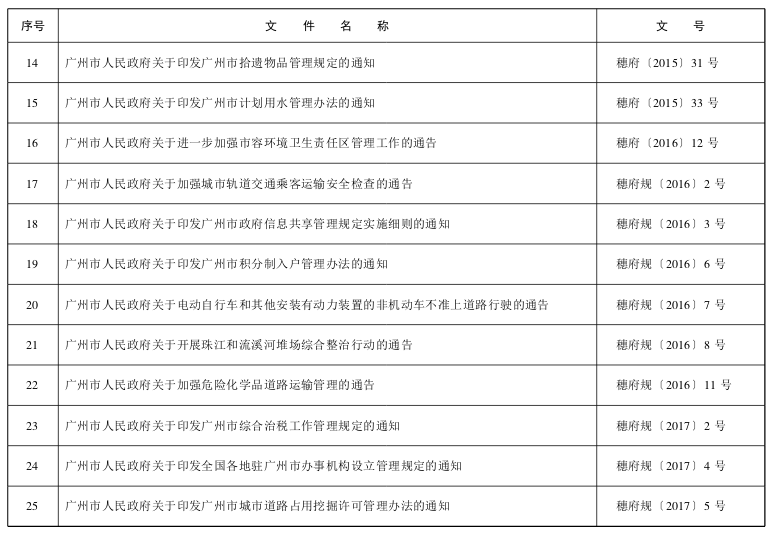 序号 文件名称 文号
14 广州市人民政府关于印发广州市拾遗物品管理规定的通知 穗府〔2015〕31 号
15 广州市人民政府关于印发广州市计划用水管理办法的通知 穗府〔2015〕33 号
16 广州市人民政府关于进一步加强市容环境卫生责任区管理工作的通告 穗府〔2016〕12 号
17 广州市人民政府关于加强城市轨道交通乘客运输安全检查的通告 穗府规〔2016〕2 号
18 广州市人民政府关于印发广州市政府信息共享管理规定实施细则的通知 穗府规〔2016〕3 号
19 广州市人民政府关于印发广州市积分制入户管理办法的通知 穗府规〔2016〕6 号
20 广州市人民政府关于电动自行车和其他安装有动力装置的非机动车不准上道路行驶的通告 穗府规〔2016〕7 号
21 广州市人民政府关于开展珠江和流溪河堆场综合整治行动的通告 穗府规〔2016〕8 号
22 广州市人民政府关于加强危险化学品道路运输管理的通告 穗府规〔2016〕11 号
23 广州市人民政府关于印发广州市综合治税工作管理规定的通知 穗府规〔2017〕2 号
24 广州市人民政府关于印发全国各地驻广州市办事机构设立管理规定的通知 穗府规〔2017〕4 号
25 广州市人民政府关于印发广州市城市道路占用挖掘许可管理办法的通知 穗府规〔2017〕5 号